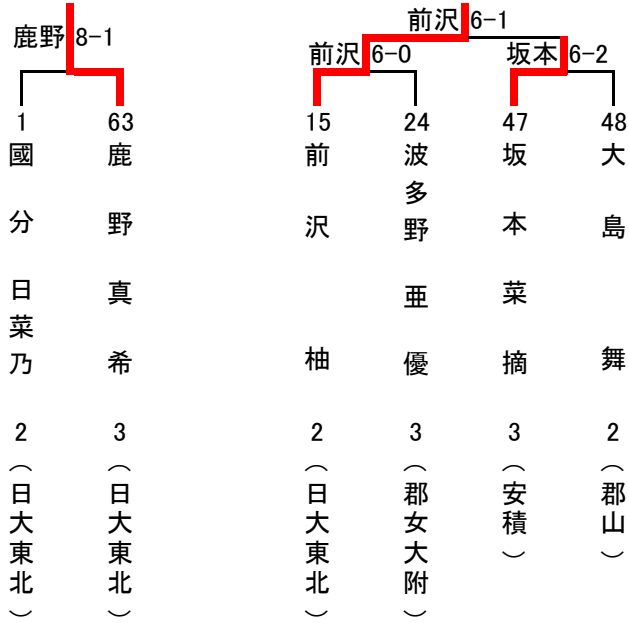 前沢 6-1
鹿野 8-1
前沢 6-0
坂本 6-2
1
國分日菜乃
2
（日大東北）
63
鹿野真希
3
（日大東北）
15
前沢 柚
2
（日大東北）
24
波多野亜優
3
（郡女大附）
47
坂本菜摘
3
（安積）
48
大島 舞
2
（郡山）